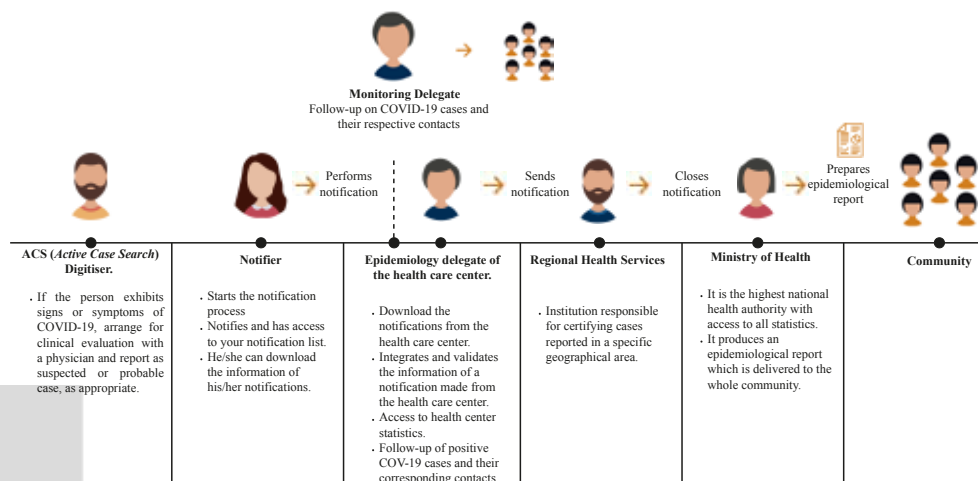 Monitoring Delegate
Follow-up on COVID-19 cases and
their respective contacts
Performs
notification
Sends
notification
Closes
notification
Prepares
epidemiological
report
ACS (Active Case Search)
Digitiser.
. If the person exhibits
signs or symptoms of
COVID-19, arrange for
clinical evaluation with
a physician and report as
suspected or probable
case, as appropriate.
Notifier
. Starts the notification
process
. Notifies and has access
to your notification list.
. He/she can download
the information of
his/her notifications.
Epidemiology delegate of
the health care center.
. Download the
notifications from the
health care center.
. Integrates and validates
the information of a
notification made from
the health care center.
. Access to health center
statistics.
. Follow-up of positive
COV-19 cases and their
corresponding contacts
Regional Health Services
. Institution responsible
for certifying cases
reported in a specific
geographical area.
Ministry of Health
. It is the highest national
health authority with
access to all statistics.
. It produces an
epidemiological report
which is delivered to the
whole community.
Community